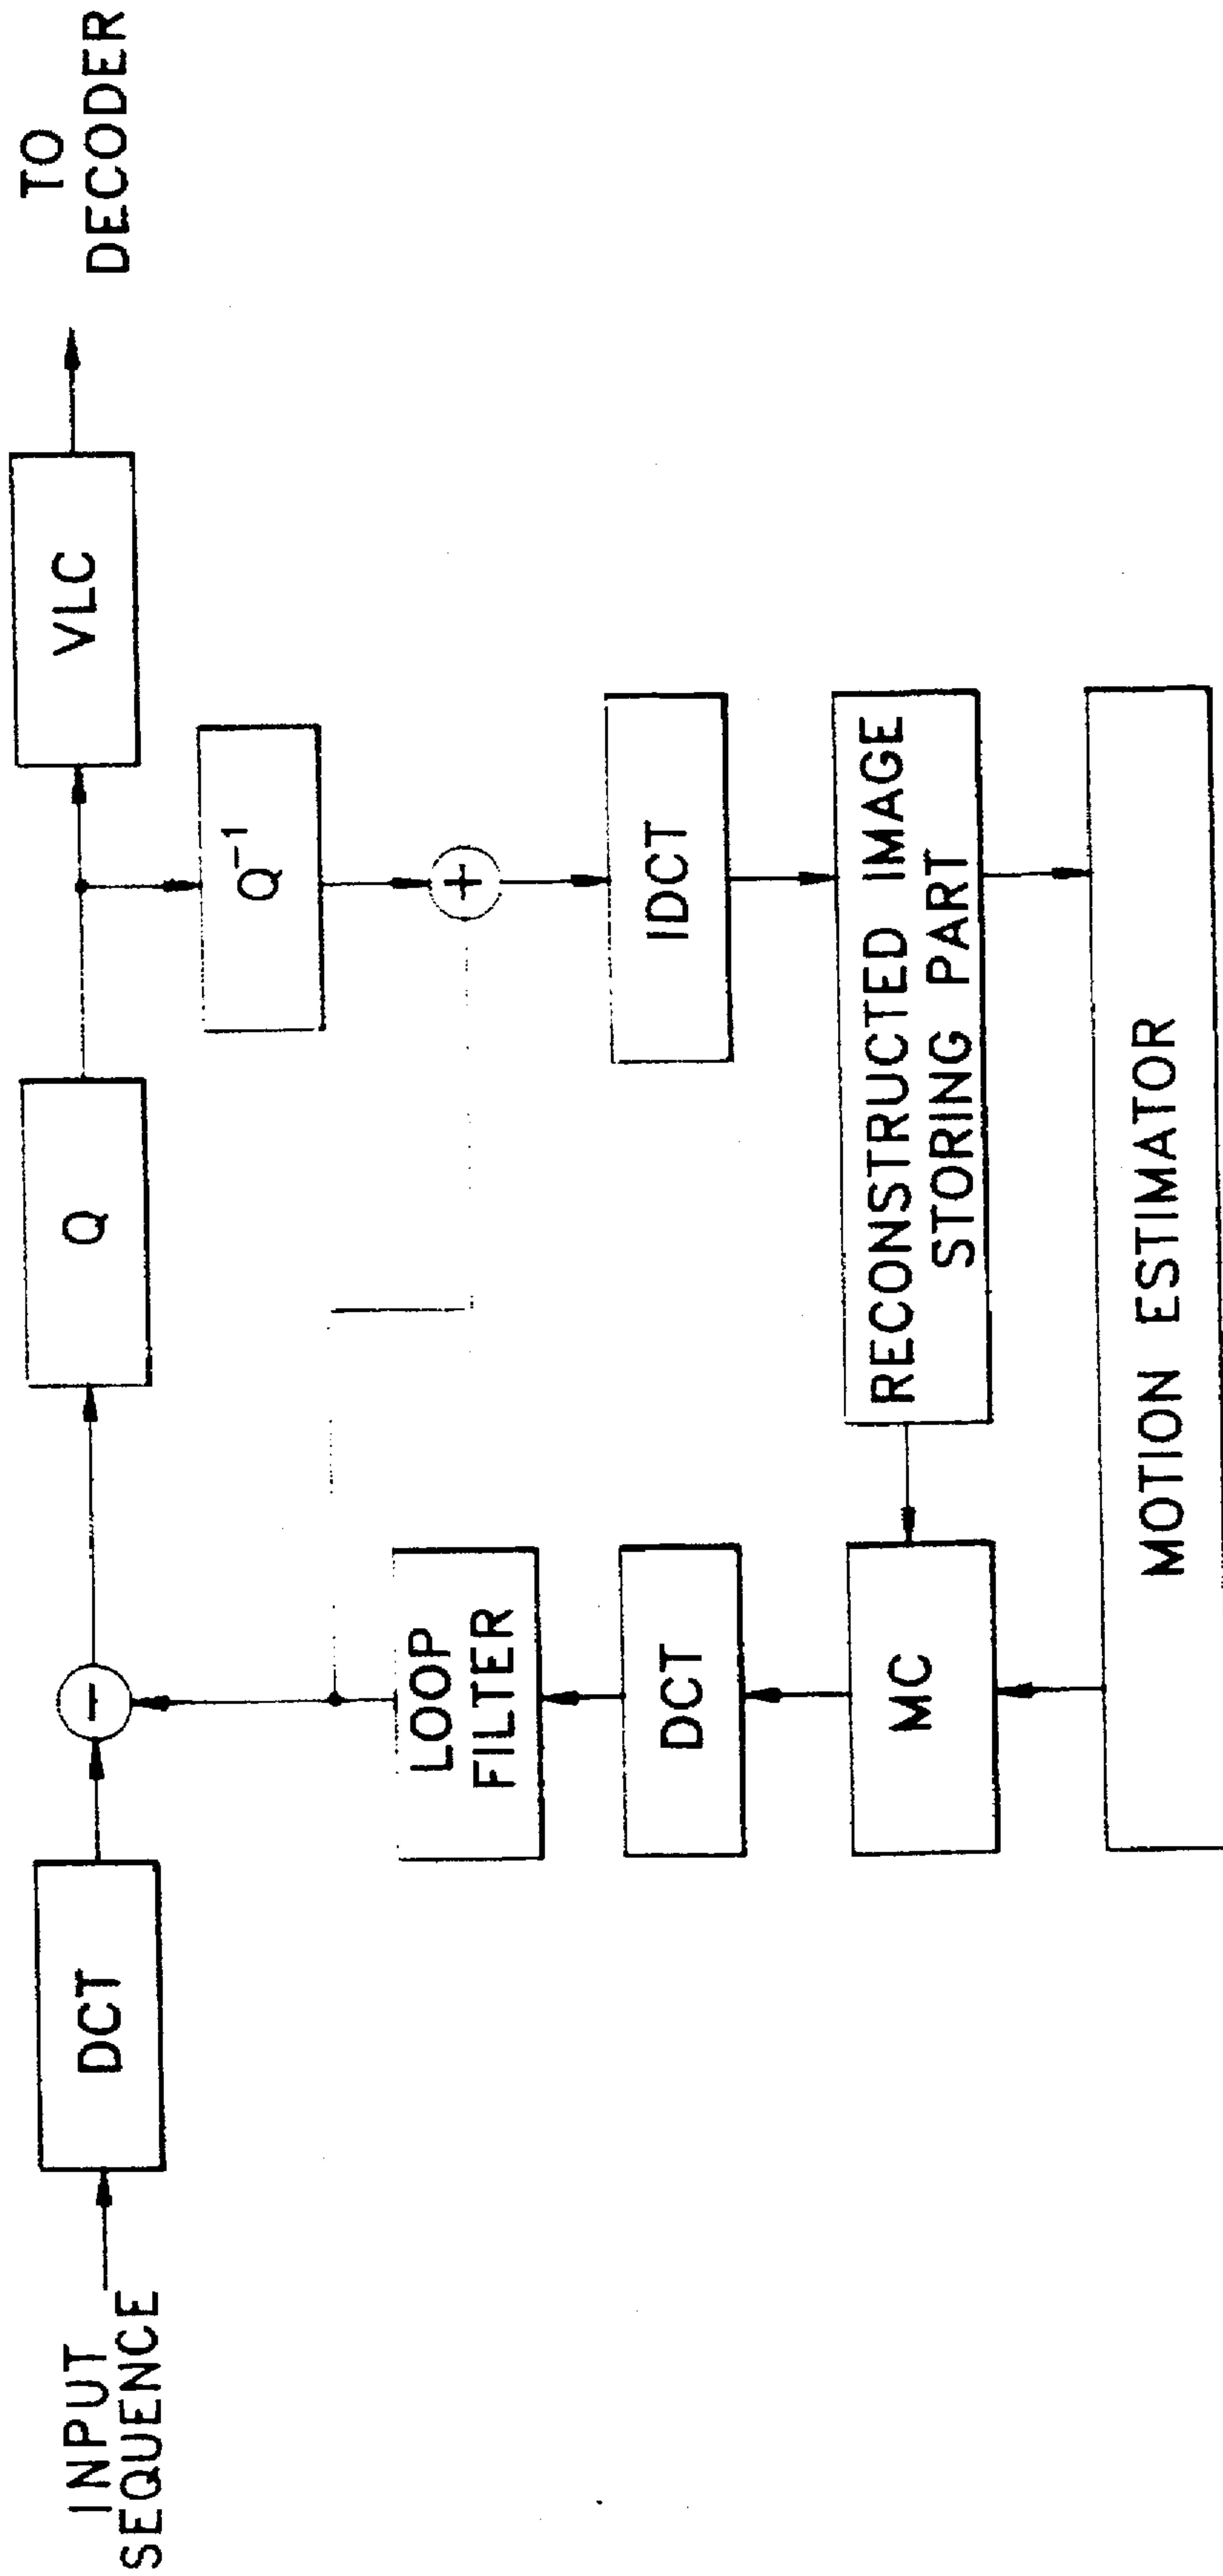 INPUT
SEQUENCE
DCT
Q
VLC
TO
DECODER
Q⁻¹
+
LOOP
FILTER
DCT
IDCT
MC
RECONSTRUCTED IMAGE
STORING PART
MOTION ESTIMATOR